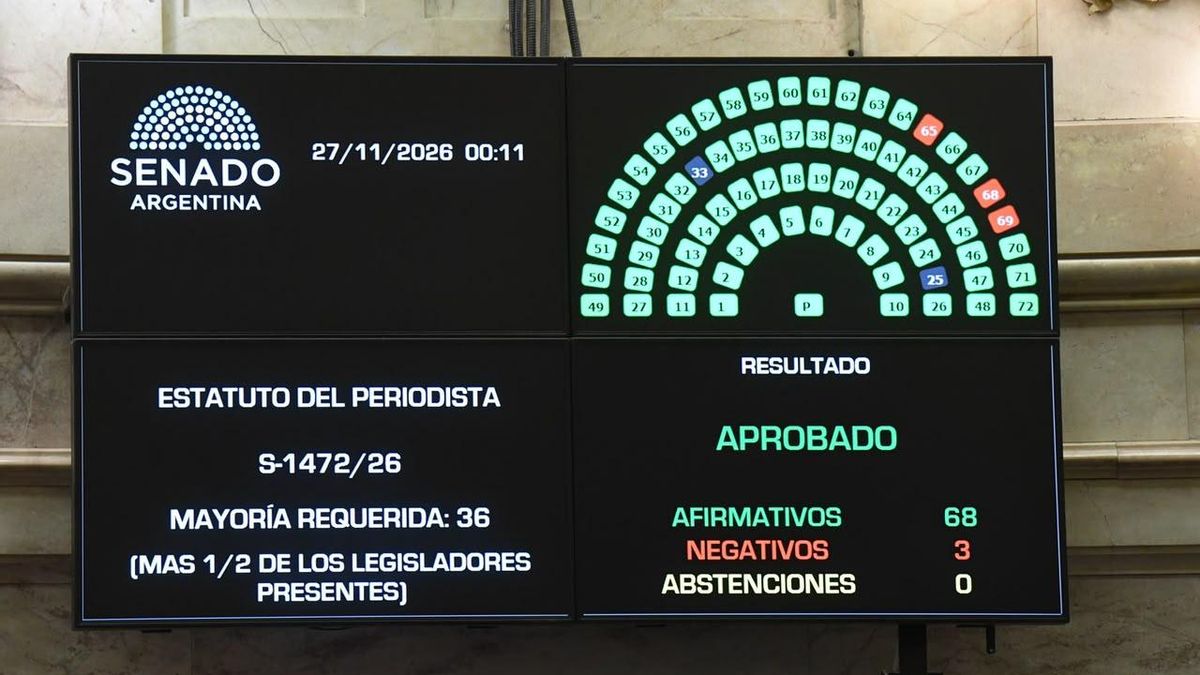 SENADO
ARGENTINA
27/11/2026 00:11
49 50 51 52 53 54 55 56 57 58 59 60 61 62 63 64 65 66 67 68 69 70 71 72
27 28 29 30 31 32 33 34 35 36 37 38 39 40 41 42 43 44 45 46 47 48
11 12 13 14 15 16 17 18 19 20 21 22 23 24 25 26
1 2 3 4 5 6 7 8 9 10
P
ESTATUTO DEL PERIODISTA
S-1472/26
MAYORÍA REQUERIDA: 36
(MAS 1/2 DE LOS LEGISLADORES
PRESENTES)
RESULTADO
APROBADO
AFIRMATIVOS 68
NEGATIVOS 3
ABSTENCIONES 0